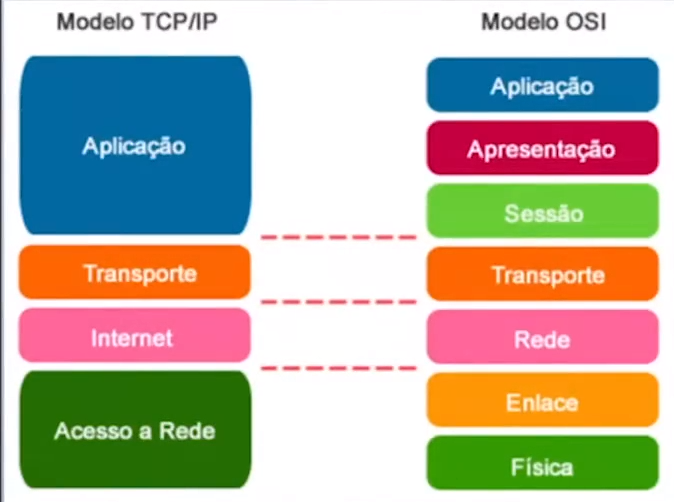 Modelo TCP/IP
Aplicação
Transporte
Internet
Acesso a Rede
Modelo OSI
Aplicação
Apresentação
Sessão
Transporte
Rede
Enlace
Física